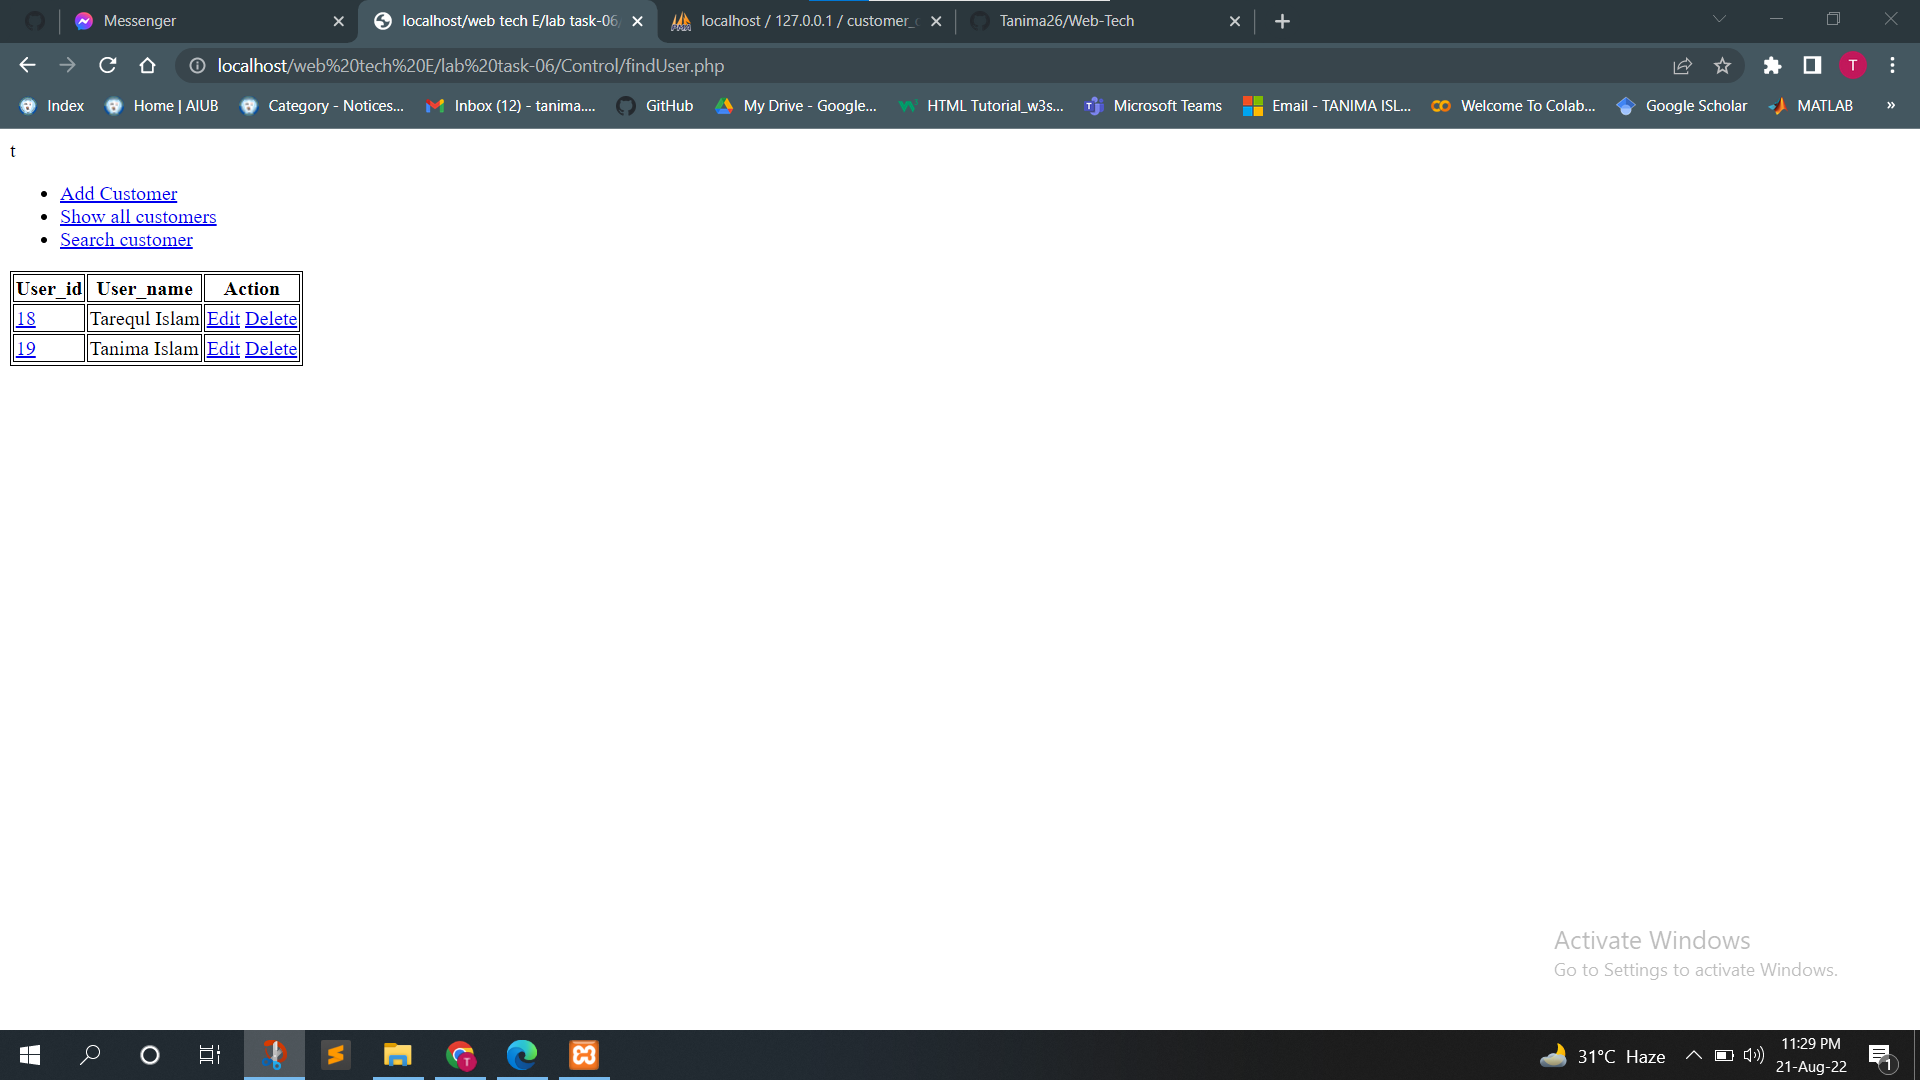 Messenger
localhost/web tech E/lab task-06
localhost / 127.0.0.1 / customer_
Tanima26/Web-Tech
localhost/web%20tech%20E/lab%20task-06/Control/findUser.php
T
Index
Home | AIUB
Category - Notices...
Inbox (12) - tanima....
GitHub
My Drive - Google...
HTML Tutorial_w3s...
Microsoft Teams
Email - TANIMA ISL...
Welcome To Colab...
Google Scholar
MATLAB
»
t
• Add Customer
• Show all customers
• Search customer
User_id User_name Action
18 Tarequl Islam Edit Delete
19 Tanima Islam Edit Delete
Activate Windows
Go to Settings to activate Windows.
31°C Haze
11:29 PM
21-Aug-22
1